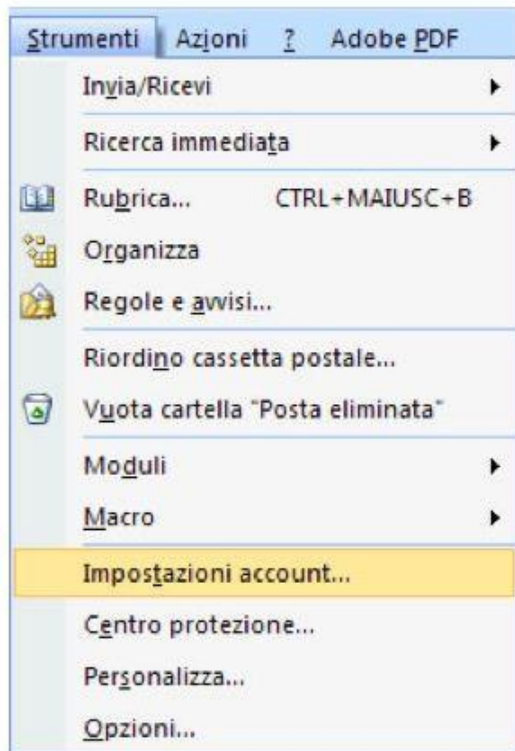 Strumenti Azioni ? Adobe PDF
Invia/Ricevi
Ricerca immediata
Rubrica... CTRL+MAIUSC+B
Organizza
Regole e avvisi...
Riordino cassetta postale...
Vuota cartella "Posta eliminata"
Moduli
Macro
Impostazioni account...
Centro protezione...
Personalizza...
Opzioni...